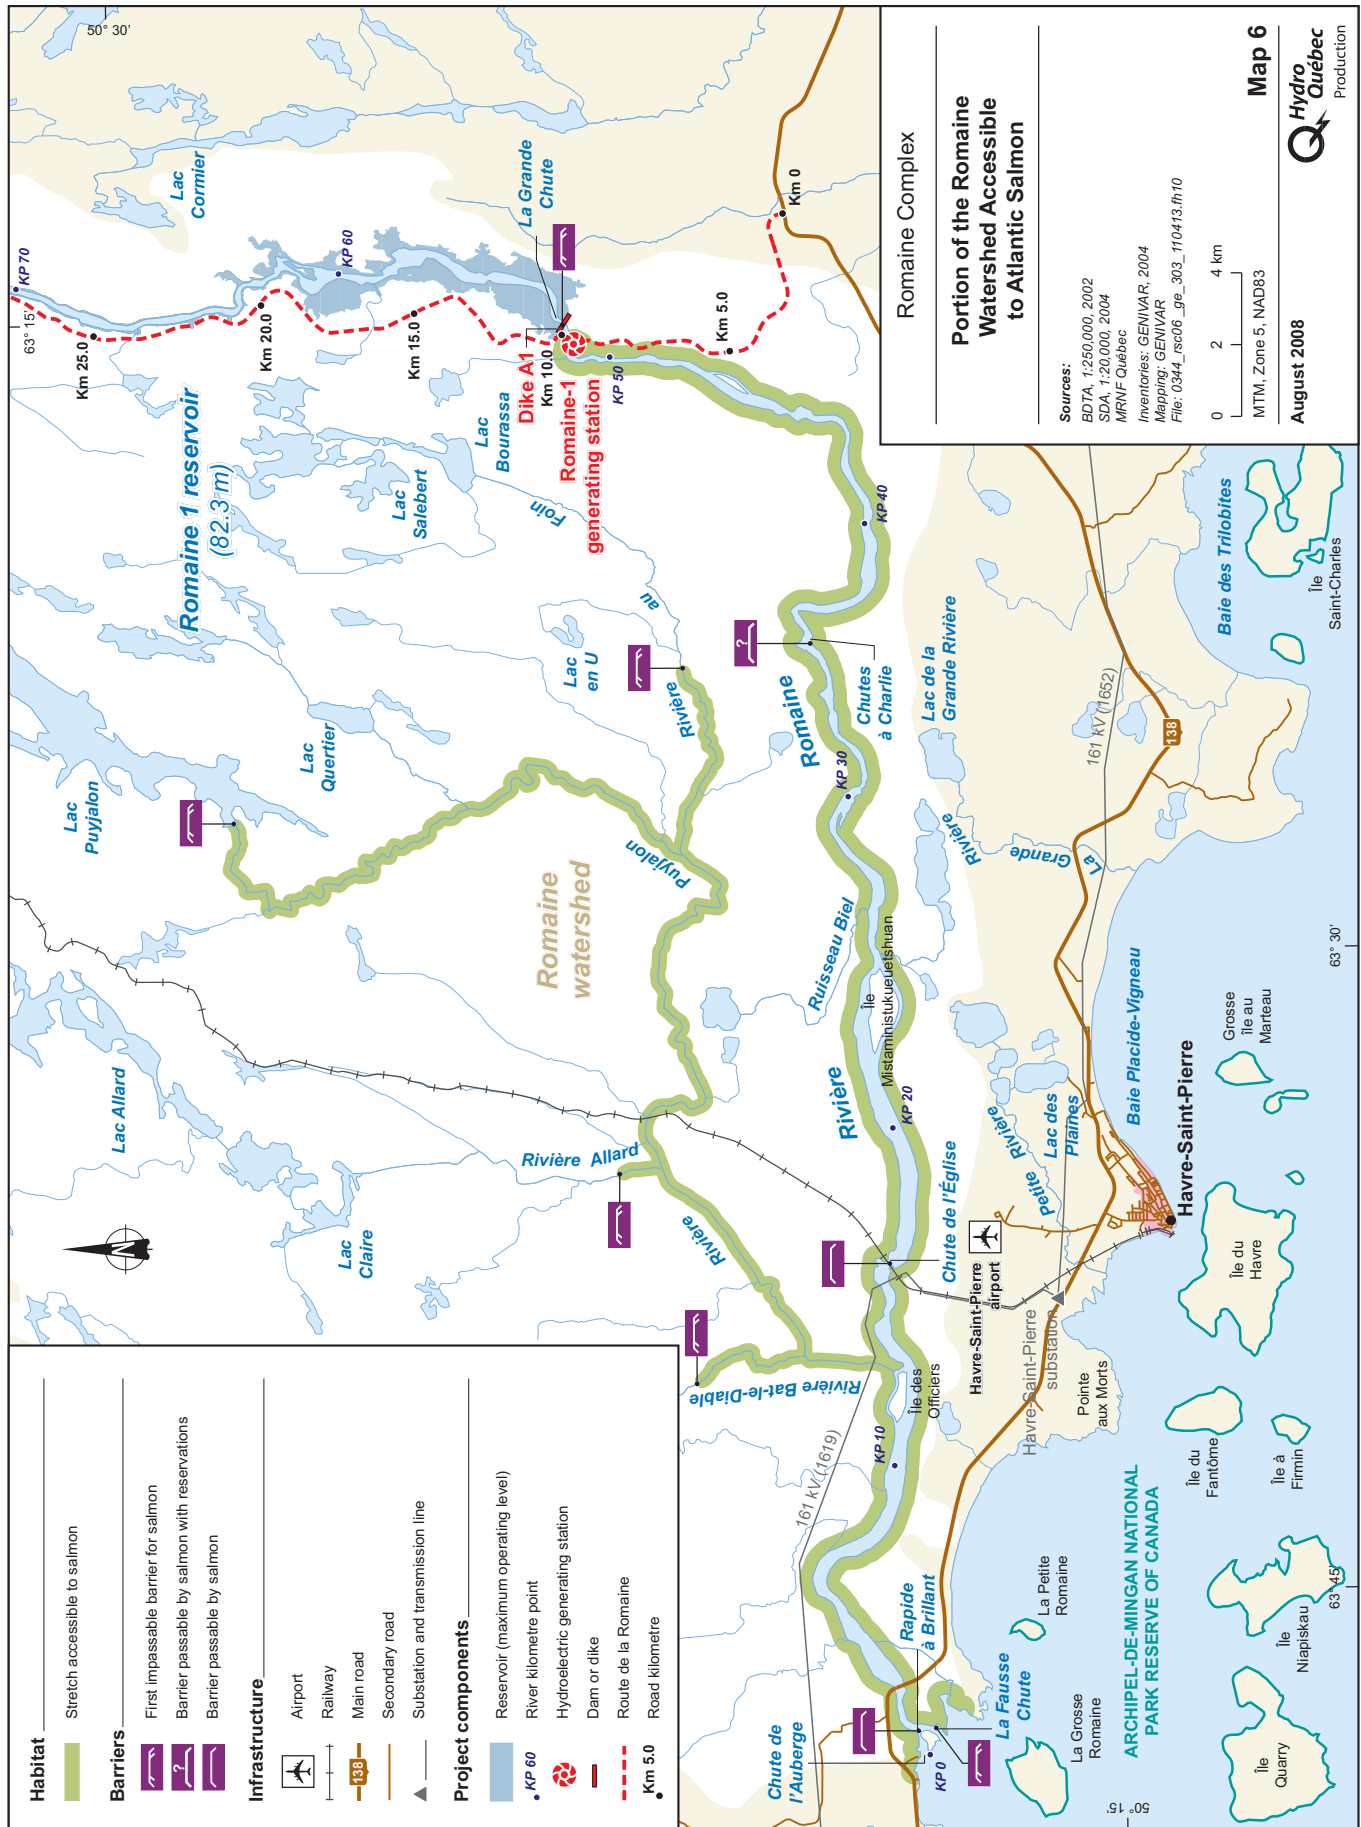 Habitat
Stretch accessible to salmon
Barriers
First impassable barrier for salmon
?
Barrier passable by salmon with reservations
Barrier passable by salmon
Infrastructure
Airport
Railway
138
Main road
Secondary road
Substation and transmission line
Project components
Reservoir (maximum operating level)
KP 60
River kilometre point
Hydroelectric generating station
Dam or dike
Route de la Romaine
Km 5.0
Road kilometre
N
50° 30'
63° 15'
63° 30'
63° 45'
50° 15'
Lac Allard
Lac
Claire
Lac
Puyjalon
Lac
Quertier
Romaine 1 reservoir
(82.3 m)
Lac
Salebert
Lac
Bourassa
Lac
Cormier
Lac
en U
KP 70
Km 25.0
Km 20.0
KP 60
Km 15.0
La Grande
Chute
Dike A1
Km 10.0
Romaine-1
generating station
KP 50
Km 5.0
Km 0
Rivière
au
Foin
Puyjalon
Rivière
Rivière Allard
Rivière Bat-le-Diable
Romaine
watershed
?
Chutes
à Charlie
KP 40
Rivière
Romaine
KP 30
Ruisseau Biel
Île
Mistaministukueuetshuan
KP 20
Chute de l'Église
Île des
Officiers
KP 10
161 kV (1619)
Rapide
à Brillant
La Fausse
Chute
Chute de
l'Auberge
KP 0
Lac de la
Grande Rivière
Rivière
Grande
La
161 kV (1652)
138
Petite
Rivière
Lac des
Plaines
Havre-Saint-Pierre
airport
Havre-Saint-Pierre
substation
Pointe
aux Morts
Havre-Saint-Pierre
Baie Placide-Vigneau
Baie des Trilobites
Île
Saint-Charles
Grosse
Île au
Marteau
Île du
Havre
Île du
Fantôme
Île à
Firmin
La Petite
Romaine
La Grosse
Romaine
Île
Niapiskau
Île
Quarry
ARCHIPEL-DE-MINGAN NATIONAL
PARK RESERVE OF CANADA
Romaine Complex
Portion of the Romaine
Watershed Accessible
to Atlantic Salmon
Sources:
BDTA, 1:250,000, 2002
SDA, 1:20,000, 2004
MRNF Québec
Inventories: GENIVAR, 2004
Mapping: GENIVAR
File: 0344_rsc06_ge_303_110413.fh10
0 2 4 km
MTM, Zone 5, NAD83
August 2008
Map 6
Hydro
Québec
Production